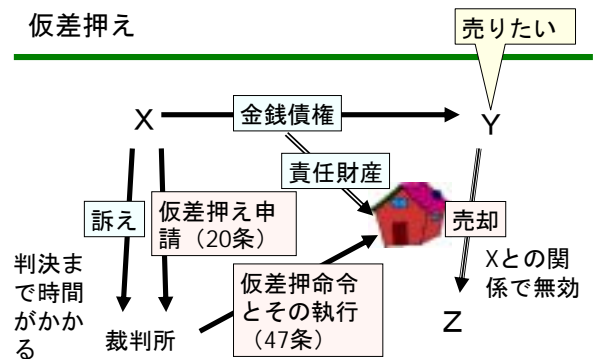 仮差押え
売りたい
X
金銭債権
Y
責任財産
訴え
仮差押え申
請（20条）
売却
判決ま
で時間
がかか
る
裁判所
仮差押命令
とその執行
（47条）
Xとの関
係で無効
Z